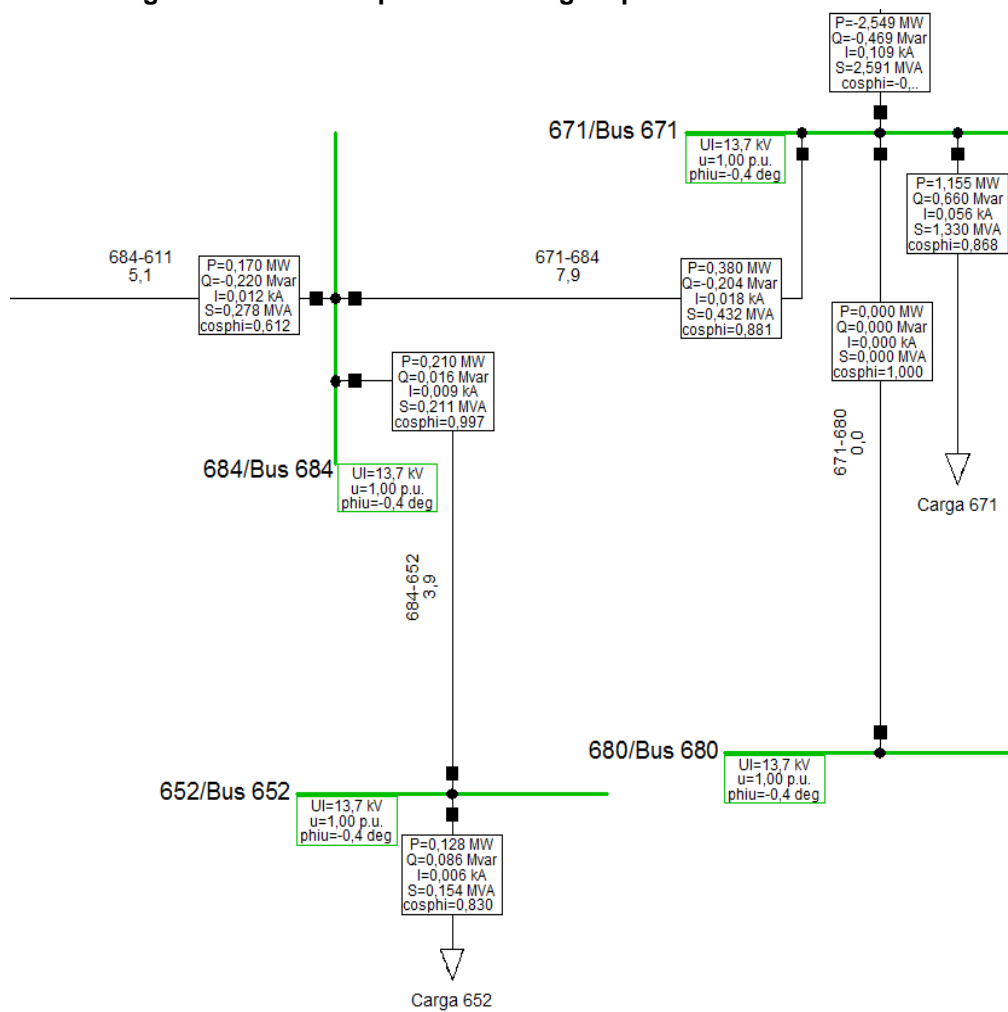 P=-2,549 MW
Q=-0,469 Mvar
I=0,109 kA
S=2,591 MVA
cosphi=-0,..
671/Bus 671
Ul=13,7 kV
u=1,00 p.u.
phiu=-0,4 deg
P=1,155 MW
Q=0,660 Mvar
I=0,056 kA
S=1,330 MVA
cosphi=0,868
684-611
5,1
P=0,170 MW
Q=-0,220 Mvar
I=0,012 kA
S=0,278 MVA
cosphi=0,612
671-684
7,9
P=0,380 MW
Q=-0,204 Mvar
I=0,018 kA
S=0,432 MVA
cosphi=0,881
P=0,000 MW
Q=0,000 Mvar
I=0,000 kA
S=0,000 MVA
cosphi=1,000
P=0,210 MW
Q=0,016 Mvar
I=0,009 kA
S=0,211 MVA
cosphi=0,997
671-680
0,0
684/Bus 684
Ul=13,7 kV
u=1,00 p.u.
phiu=-0,4 deg
Carga 671
684-652
3,9
680/Bus 680
Ul=13,7 kV
u=1,00 p.u.
phiu=-0,4 deg
652/Bus 652
Ul=13,7 kV
u=1,00 p.u.
phiu=-0,4 deg
P=0,128 MW
Q=0,086 Mvar
I=0,006 kA
S=0,154 MVA
cosphi=0,830
Carga 652